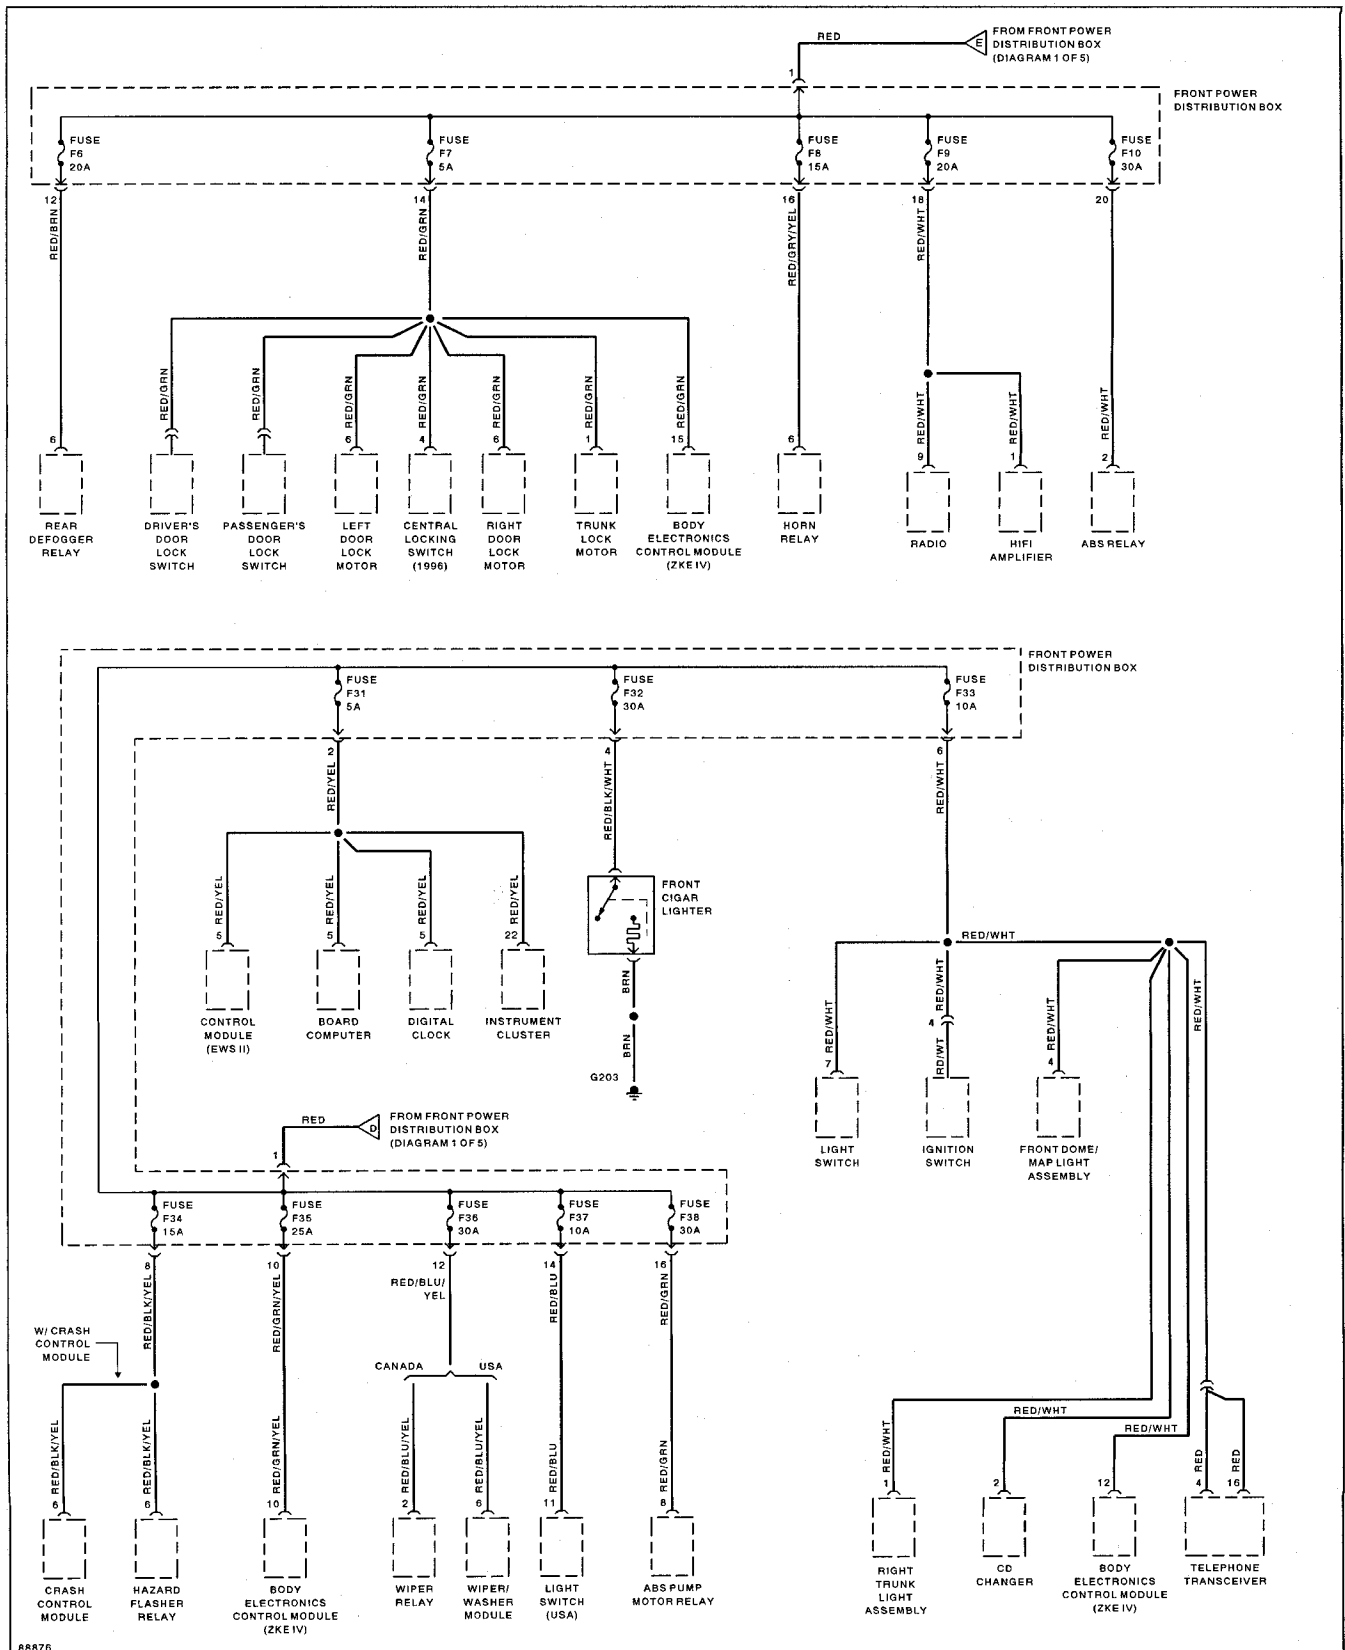 RED
E
FROM FRONT POWER
DISTRIBUTION BOX
(DIAGRAM 1 OF 5)
1
FRONT POWER
DISTRIBUTION BOX
FUSE
F6
20A
FUSE
F7
5A
FUSE
F8
15A
FUSE
F9
20A
FUSE
F10
30A
12
14
16
18
20
RED/BRN
RED/GRN
RED/GRY/YEL
RED/WHT
RED/GRN
RED/GRN
RED/GRN
RED/GRN
RED/GRN
RED/GRN
RED/GRN
RED/WHT
RED/WHT
RED/WHT
6
6
4
6
1
15
6
9
1
2
REAR
DEFOGGER
RELAY
DRIVER'S
DOOR
LOCK
SWITCH
PASSENGER'S
DOOR
LOCK
SWITCH
LEFT
DOOR
LOCK
MOTOR
CENTRAL
LOCKING
SWITCH
(1996)
RIGHT
DOOR
LOCK
MOTOR
TRUNK
LOCK
MOTOR
BODY
ELECTRONICS
CONTROL MODULE
(ZKE IV)
HORN
RELAY
RADIO
HIFI
AMPLIFIER
ABS RELAY
FRONT POWER
DISTRIBUTION BOX
FUSE
F31
5A
FUSE
F32
30A
FUSE
F33
10A
2
4
6
RED/YEL
RED/BLK/WHT
RED/WHT
RED/YEL
RED/YEL
RED/YEL
RED/YEL
5
5
5
22
FRONT
CIGAR
LIGHTER
BRN
BRN
G203
CONTROL
MODULE
(EWS II)
BOARD
COMPUTER
DIGITAL
CLOCK
INSTRUMENT
CLUSTER
RED/WHT
RED/WHT
RED/WHT
4
RD/WT
RED/WHT
RED/WHT
7
4
LIGHT
SWITCH
IGNITION
SWITCH
FRONT DOME/
MAP LIGHT
ASSEMBLY
RED
D
FROM FRONT POWER
DISTRIBUTION BOX
(DIAGRAM 1 OF 5)
1
FUSE
F34
15A
FUSE
F35
25A
FUSE
F36
30A
FUSE
F37
10A
FUSE
F38
30A
8
10
12
14
16
RED/BLK/YEL
RED/GRN/YEL
RED/BLU/
YEL
RED/BLU
RED/GRN
W/ CRASH
CONTROL
MODULE
CANADA
USA
RED/BLK/YEL
RED/BLK/YEL
RED/GRN/YEL
RED/BLU/YEL
RED/BLU/YEL
RED/BLU
RED/GRN
6
6
10
2
6
11
8
CRASH
CONTROL
MODULE
HAZARD
FLASHER
RELAY
BODY
ELECTRONICS
CONTROL MODULE
(ZKE IV)
WIPER
RELAY
WIPER/
WASHER
MODULE
LIGHT
SWITCH
(USA)
ABS PUMP
MOTOR RELAY
RED/WHT
RED/WHT
RED/WHT
RED
RED
1
2
12
4
16
RIGHT
TRUNK
LIGHT
ASSEMBLY
CD
CHANGER
BODY
ELECTRONICS
CONTROL MODULE
(ZKE IV)
TELEPHONE
TRANSCEIVER
88876